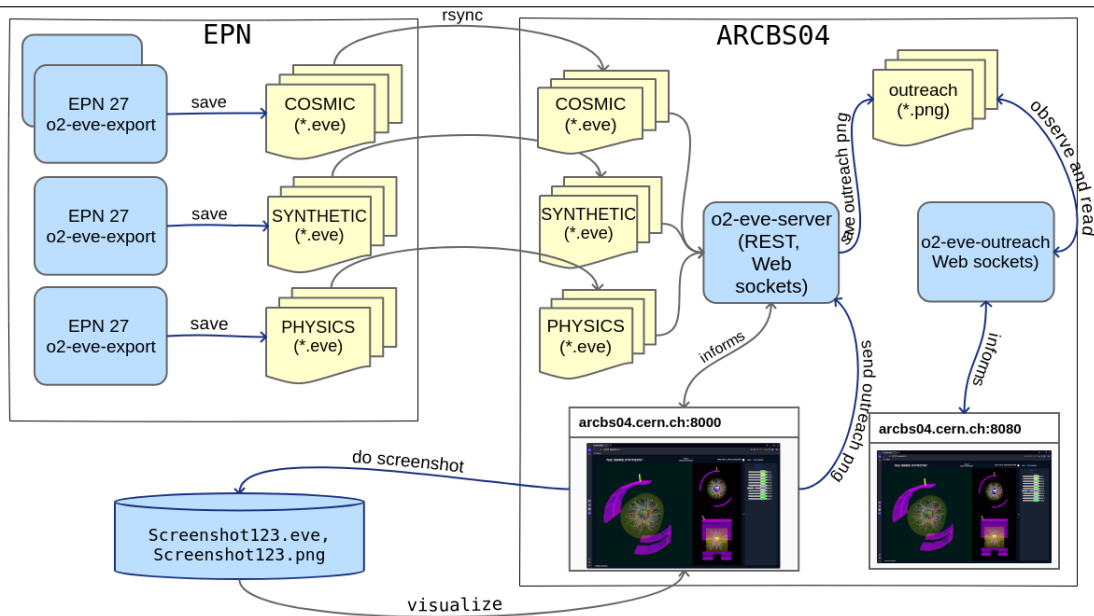 rsync
EPN
ARCBS04
EPN 27
o2-eve-export
save
COSMIC
(*.eve)
COSMIC
(*.eve)
outreach
(*.png)
observe and read
save outreach png
EPN 27
o2-eve-export
save
SYNTHETIC
(*.eve)
SYNTHETIC
(*.eve)
o2-eve-server
(REST,
Web
sockets)
o2-eve-outreach
Web sockets)
EPN 27
o2-eve-export
save
PHYSICS
(*.eve)
PHYSICS
(*.eve)
informs
send outreach png
informs
arcbs04.cern.ch:8000
arcbs04.cern.ch:8080
do screenshot
Screenshot123.eve,
Screenshot123.png
visualize